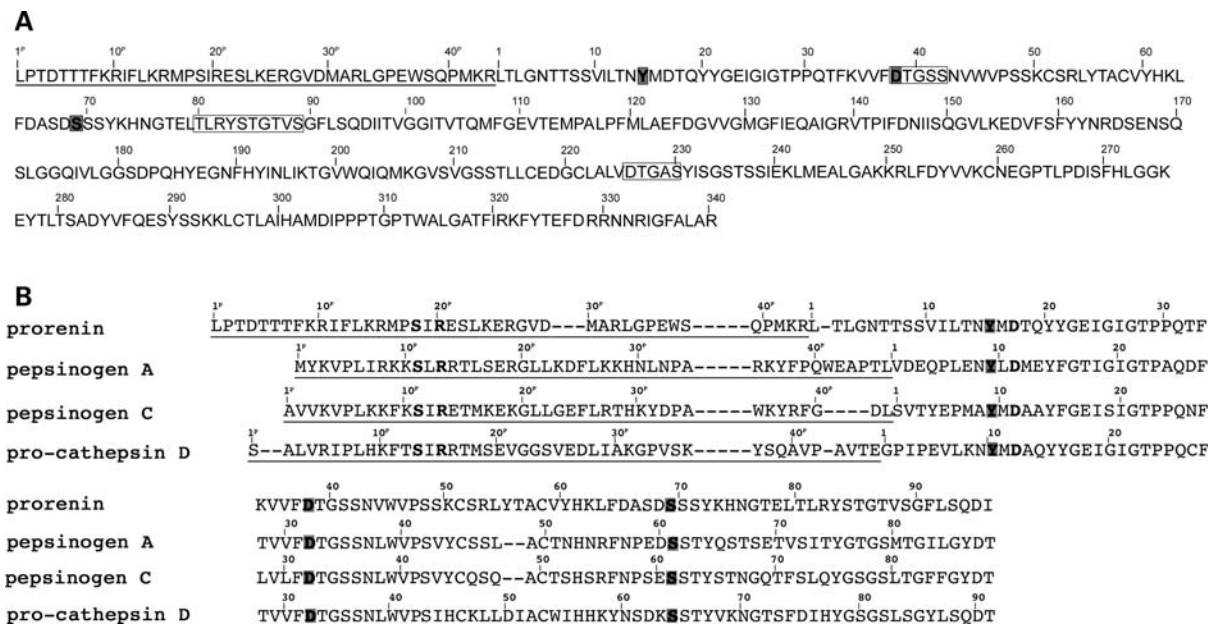 A
1ᴾ 10ᴾ 20ᴾ 30ᴾ 40ᴾ 1 10 20 30 40 50 60
LPTDTTTFKRIFLKRMPSIRESLKERGVDMARLGPEWSQPMKRLTLGNTTSSVILTNYMDTQYYGEIGIGTPPQTFKVVFDTGSSNVWVPSSKCSRLYTACVYHKL
70 80 90 100 110 120 130 140 150 160 170
FDASDSSSYKHNGTELTLRYSTGTVSGFLSQDIITVGGITVTQMFGEVTEMPALPFMLAEFDGVVGMGFIEQAIGRVTPIFDNIISQGVLKEDVFSFYYNRDSENSQ
180 190 200 210 220 230 240 250 260 270
SLGGQIVLGGSDPQHYEGNFHYINLIKTGVWQIQMKGVSVGSSTLLCEDGCLALVDTGASYISGSTSSIEKLMEALGAKKRLFDYVVKCNEGPTLPDISFHLGGK
280 290 300 310 320 330 340
EYTLTSADYVFQESYSSKKLCTLAIHAMDIPPPTGPTWALGATFIRKFYTEFDRRNNRIGFALAR
B
1ᴾ 10ᴾ 20ᴾ 30ᴾ 40ᴾ 1 10 20 30
prorenin LPTDTTTFKRIFLKRMPSIRESLKERGVD---MARLGPEWS-----QPMKRL-TLGNTTSSVILTNYMDTQYYGEIGIGTPPQTF
1ᴾ 10ᴾ 20ᴾ 30ᴾ 40ᴾ 1 10 20
pepsinogen A MYKVPLIRKKSLRRTLSERGLLKDFLKKHNLNPA-----RKYFPQWEAPTLVDEQPLENYLDMEYFGTIGIGTPAQDF
1ᴾ 10ᴾ 20ᴾ 30ᴾ 40ᴾ 1 10 20
pepsinogen C AVVKVPLKKFKSIRETMKEKGLLGEFLRTHKYDPA-----WKYRFG----DLSVTYEPMAYMDAAYFGEISIGTPPQNF
1ᴾ 10ᴾ 20ᴾ 30ᴾ 40ᴾ 1 10 20
pro-cathepsin D S--ALVRIPLHKFTSIRRTMSEVGGSVEDLIAKGPVSK-----YSQAVP-AVTEGPIPEVLKNYMDAQYYGEIGIGTPPQCF
40 50 60 70 80 90
prorenin KVVFDTGSSNVWVPSSKCSRLYTACVYHKLFDASDSSSYKHNGTELTLRYSTGTVSGFLSQDI
30 40 50 60 70 80
pepsinogen A TVVFDTGSSNLWVPSVYCSSL--ACTNHNRFNPEDSSTYQSTSETVSITYGTGSMTGILGYDT
30 40 50 60 70 80
pepsinogen C LVLFDTGSSNLWVPSVYCQSQ--ACTSHSRFNPSESSTYSTNGQTFSLQYGSGSLTGFFGYDT
30 40 50 60 70 80 90
pro-cathepsin D TVVFDTGSSNLWVPSIHCKLLDIACWIHHKYNSDKSSTYVKNGTSFDIHYGSGSLSGYLSQDT